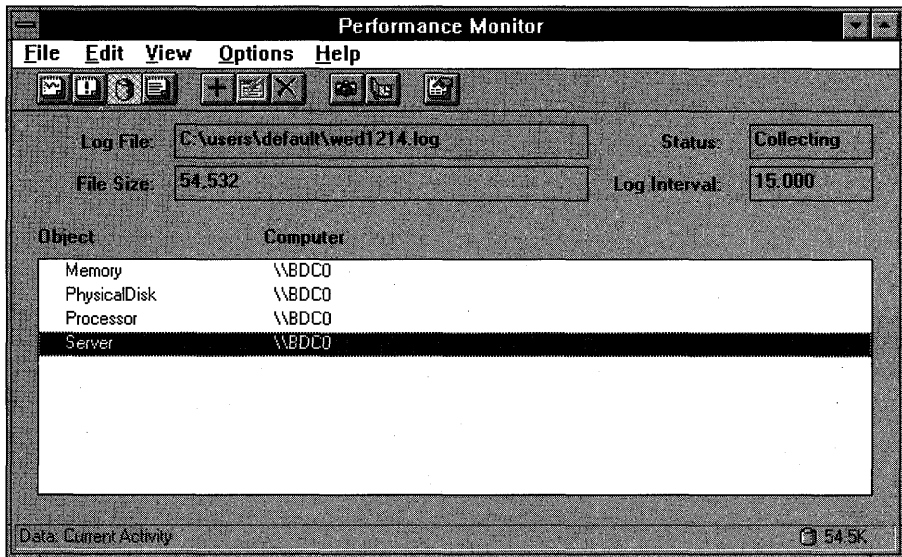 Performance Monitor
File Edit View Options Help
Log File: C:\users\default\wed1214.log Status: Collecting
File Size: 54,532 Log Interval: 15.000
Object Computer
Memory \\BDC0
PhysicalDisk \\BDC0
Processor \\BDC0
Server \\BDC0
Data: Current Activity 54.5K